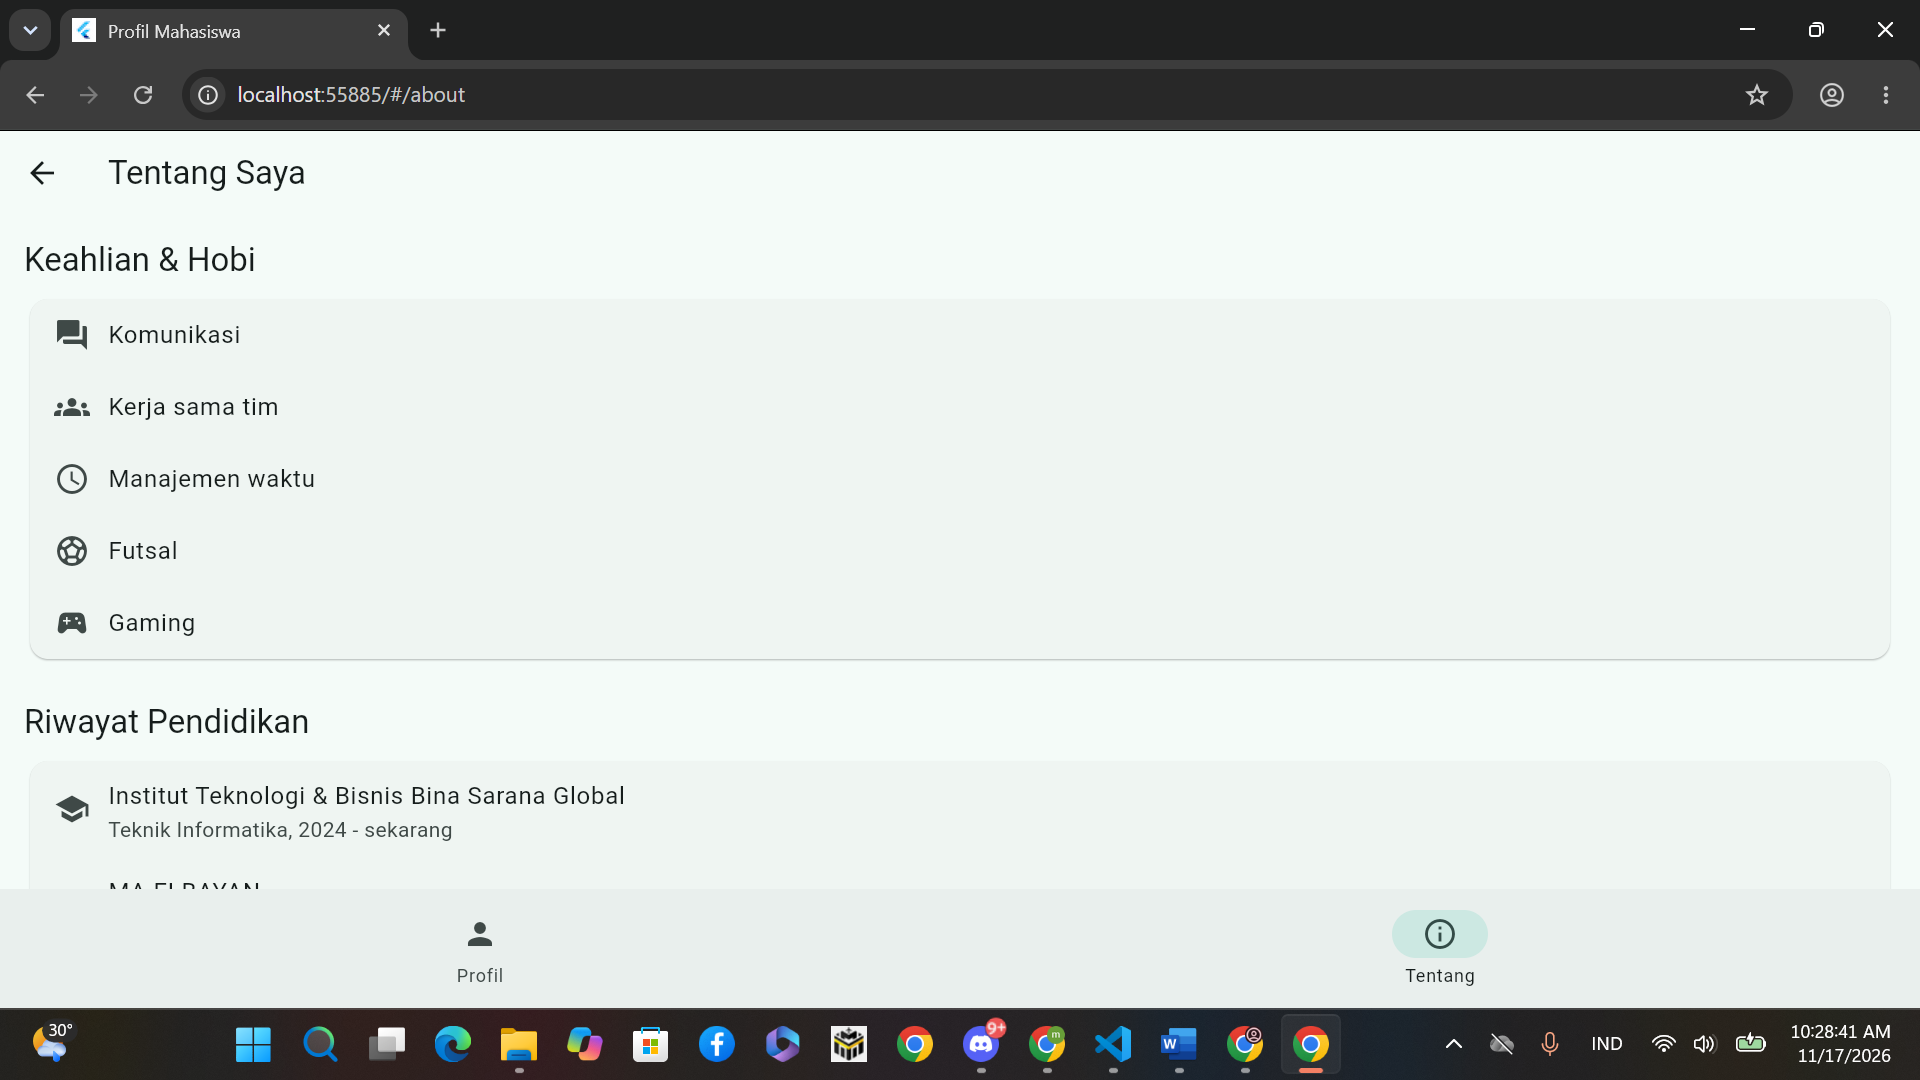 Profil Mahasiswa
localhost:55885/#/about
Tentang Saya
Keahlian & Hobi
Komunikasi
Kerja sama tim
Manajemen waktu
Futsal
Gaming
Riwayat Pendidikan
Institut Teknologi & Bisnis Bina Sarana Global
Teknik Informatika, 2024 - sekarang
MA ELBAYAN
Profil
Tentang
30°
9+
m
W
IND
10:28:41 AM
11/17/2026